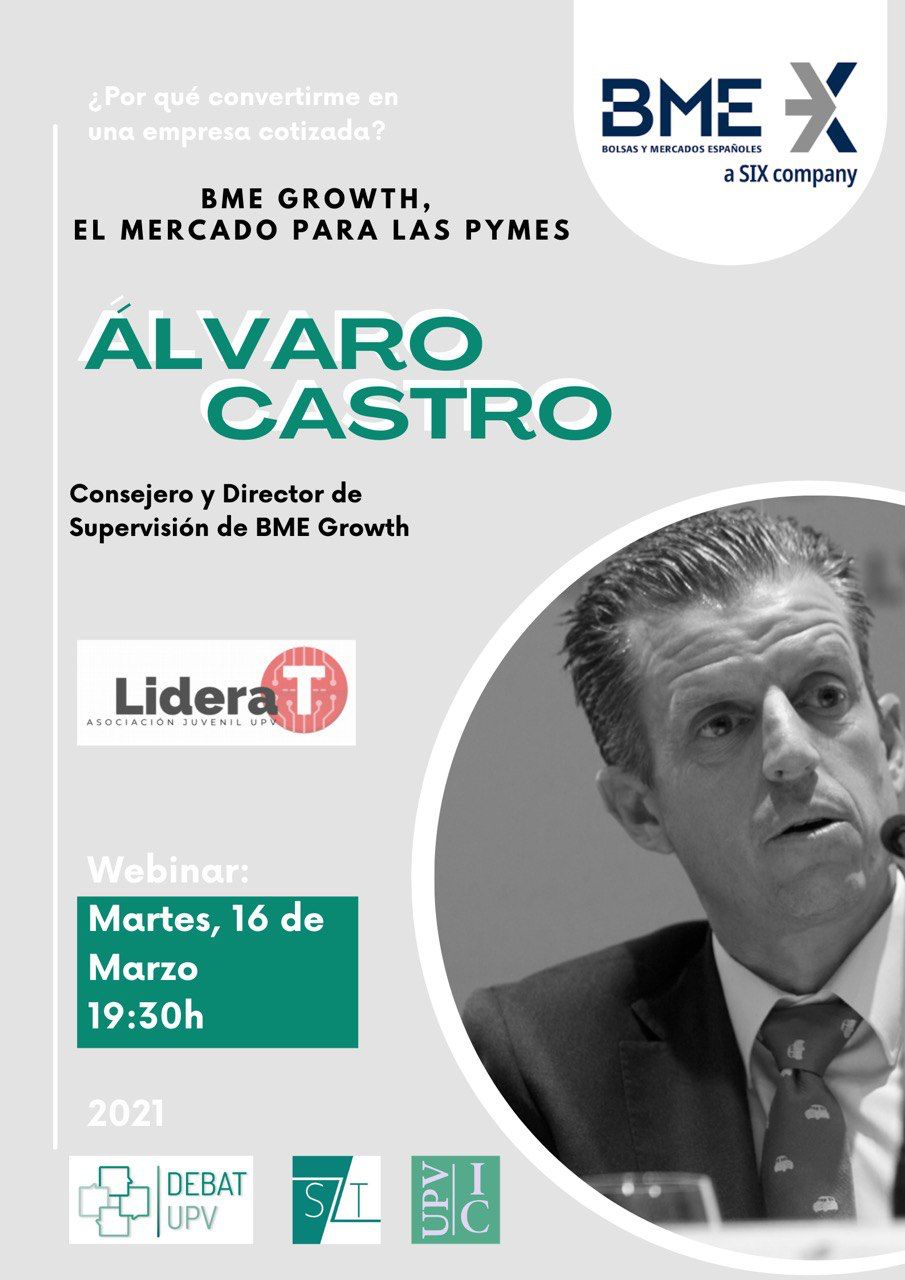 ¿Por qué convertirme en
una empresa cotizada?
BME
BOLSAS Y MERCADOS ESPAÑOLES
a SIX company
BME GROWTH,
EL MERCADO PARA LAS PYMES
ÁLVARO
CASTRO
Consejero y Director de
Supervisión de BME Growth
LideraT
ASOCIACIÓN JUVENIL UPV
Webinar:
Martes, 16 de
Marzo
19:30h
2021
DEBAT
UPV
SZT
UPV
IC